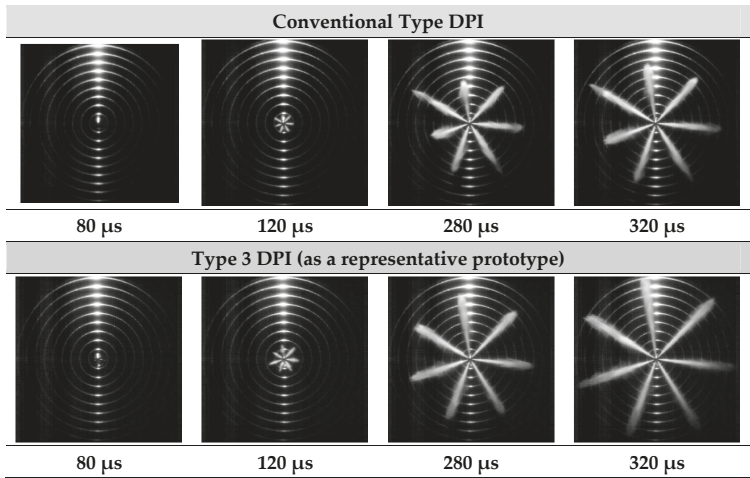 Conventional Type DPI
80 µs 120 µs 280 µs 320 µs
Type 3 DPI (as a representative prototype)
80 µs 120 µs 280 µs 320 µs